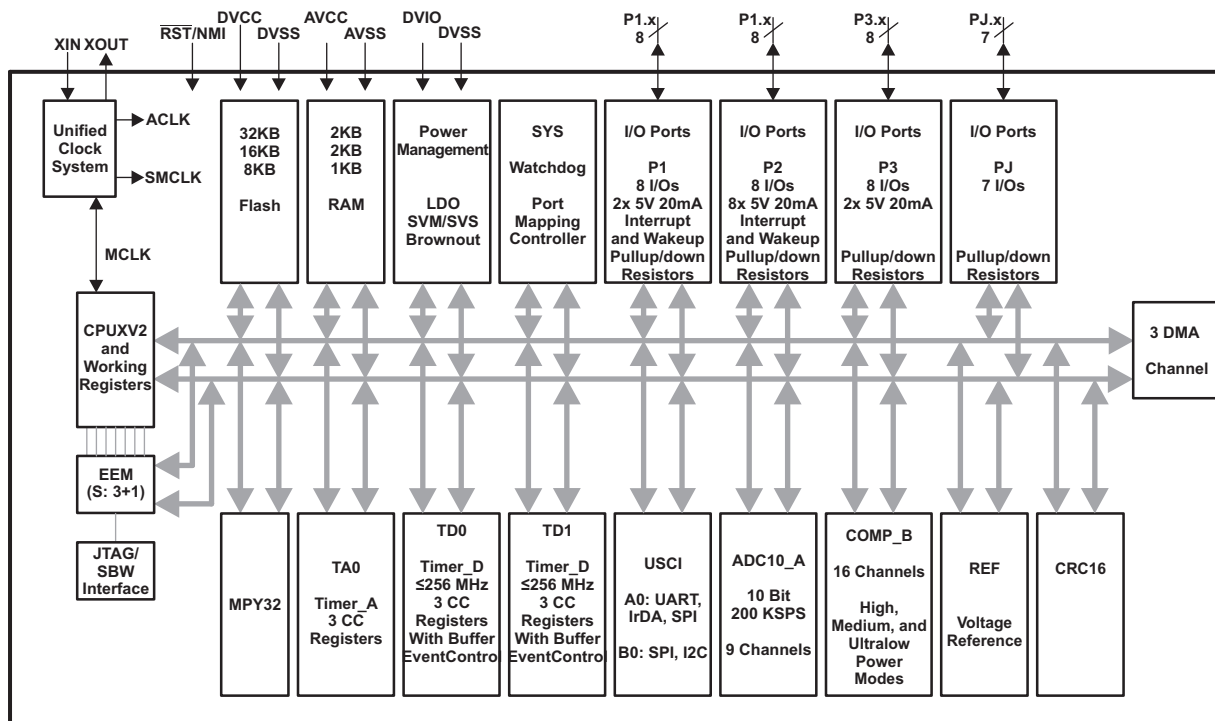 XIN XOUT
RST/NMI
DVCC
DVSS
AVCC
AVSS
DVIO
DVSS
P1.x
8
P1.x
8
P3.x
8
PJ.x
7
Unified
Clock
System
ACLK
SMCLK
MCLK
32KB
16KB
8KB
Flash
2KB
2KB
1KB
RAM
Power
Management
LDO
SVM/SVS
Brownout
SYS
Watchdog
Port
Mapping
Controller
I/O Ports
P1
8 I/Os
2x 5V 20mA
Interrupt
and Wakeup
Pullup/down
Resistors
I/O Ports
P2
8 I/Os
8x 5V 20mA
Interrupt
and Wakeup
Pullup/down
Resistors
I/O Ports
P3
8 I/Os
2x 5V 20mA
Pullup/down
Resistors
I/O Ports
PJ
7 I/Os
Pullup/down
Resistors
CPUXV2
and
Working
Registers
3 DMA
Channel
EEM
(S: 3+1)
JTAG/
SBW
Interface
MPY32
TA0
Timer_A
3 CC
Registers
TD0
Timer_D
≤256 MHz
3 CC
Registers
With Buffer
EventControl
TD1
Timer_D
≤256 MHz
3 CC
Registers
With Buffer
EventControl
USCI
A0: UART,
IrDA, SPI
B0: SPI, I2C
ADC10_A
10 Bit
200 KSPS
9 Channels
COMP_B
16 Channels
High,
Medium, and
Ultralow
Power
Modes
REF
Voltage
Reference
CRC16